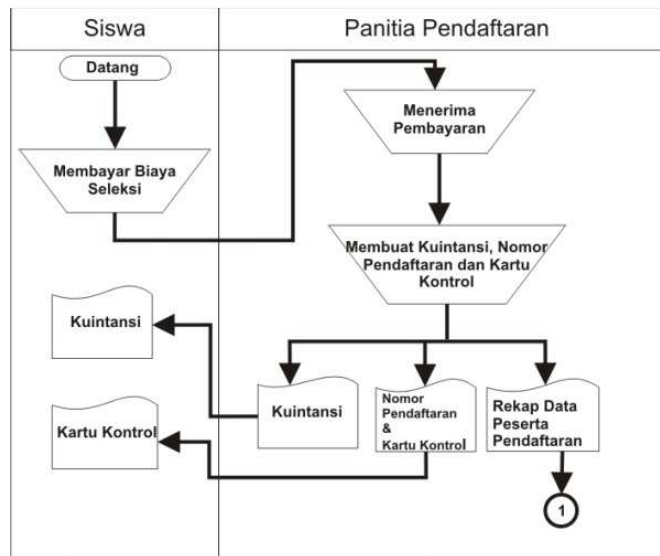 Siswa
Panitia Pendaftaran
Datang
Membayar Biaya
Seleksi
Menerima
Pembayaran
Membuat Kuintansi, Nomor
Pendaftaran dan Kartu
Kontrol
Kuintansi
Kartu Kontrol
Kuintansi
Nomor
Pendaftaran
&
Kartu Kontrol
Rekap Data
Peserta
Pendaftaran
1